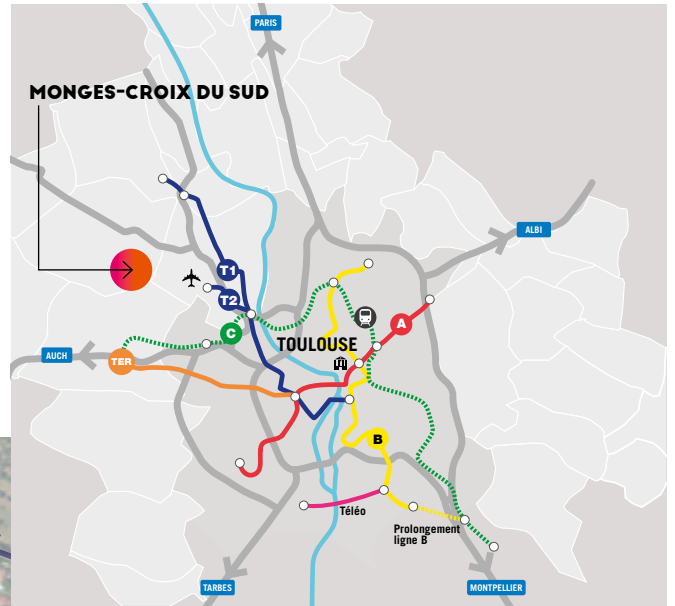 PARIS
MONGES-CROIX DU SUD
ALBI
T1
T2
C
A
TOULOUSE
AUCH
TER
B
Téléo
Prolongement
ligne B
TARBES
MONTPELLIER